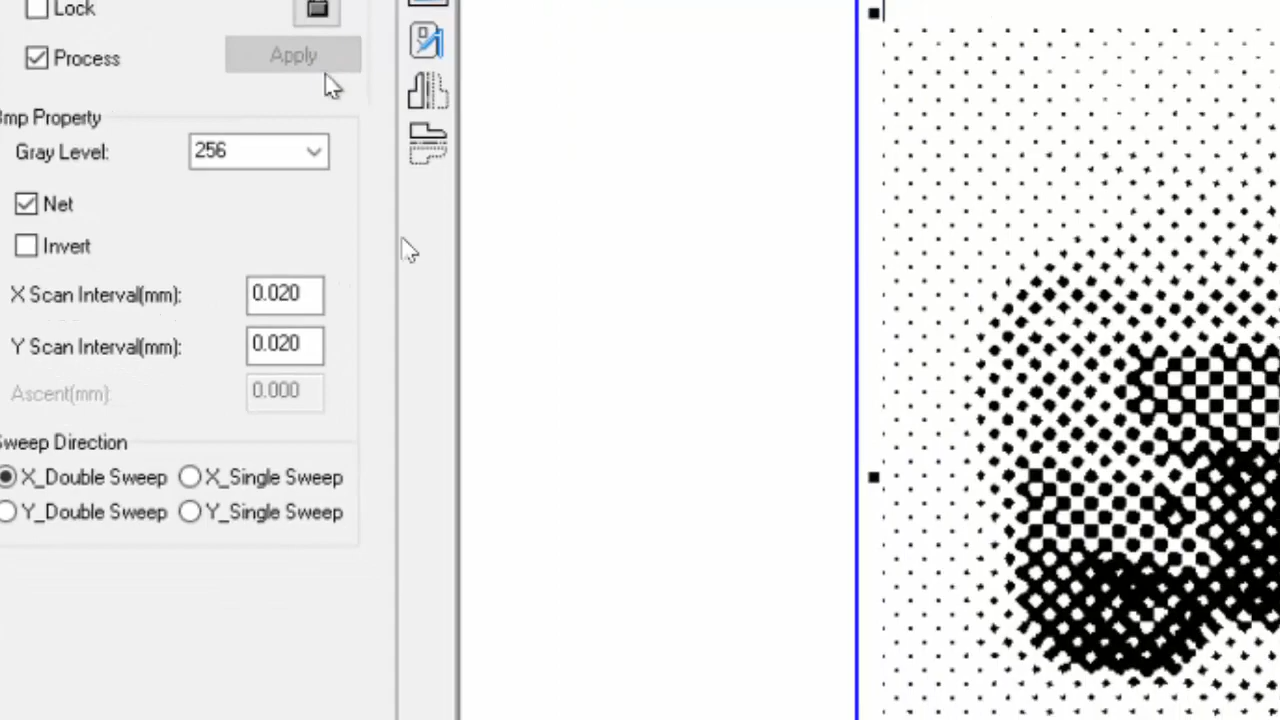 Lock
Process
Apply
Bmp Property
Gray Level:
256
Net
Invert
X Scan Interval(mm):
0.020
Y Scan Interval(mm):
0.020
Ascent(mm):
0.000
Sweep Direction
X_Double Sweep
X_Single Sweep
Y_Double Sweep
Y_Single Sweep